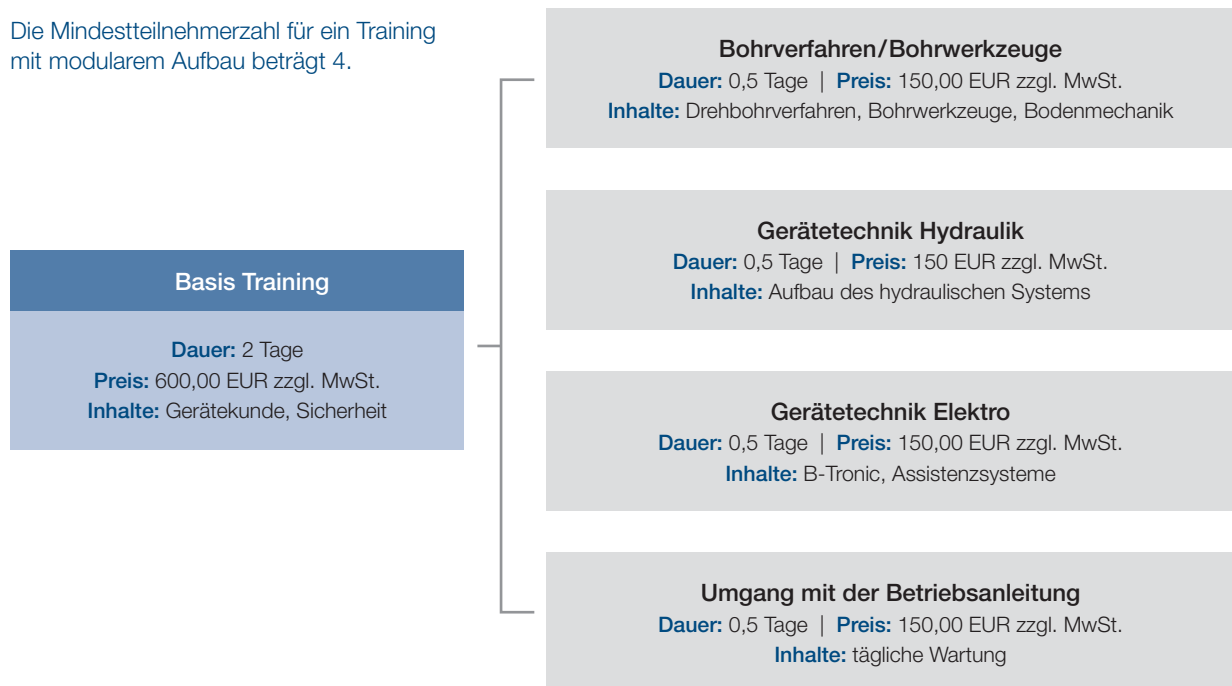 Die Mindestteilnehmerzahl für ein Training
mit modularem Aufbau beträgt 4.
Basis Training
Dauer: 2 Tage
Preis: 600,00 EUR zzgl. MwSt.
Inhalte: Gerätekunde, Sicherheit
Bohrverfahren/Bohrwerkzeuge
Dauer: 0,5 Tage | Preis: 150,00 EUR zzgl. MwSt.
Inhalte: Drehbohrverfahren, Bohrwerkzeuge, Bodenmechanik
Gerätetechnik Hydraulik
Dauer: 0,5 Tage | Preis: 150 EUR zzgl. MwSt.
Inhalte: Aufbau des hydraulischen Systems
Gerätetechnik Elektro
Dauer: 0,5 Tage | Preis: 150,00 EUR zzgl. MwSt.
Inhalte: B-Tronic, Assistenzsysteme
Umgang mit der Betriebsanleitung
Dauer: 0,5 Tage | Preis: 150,00 EUR zzgl. MwSt.
Inhalte: tägliche Wartung